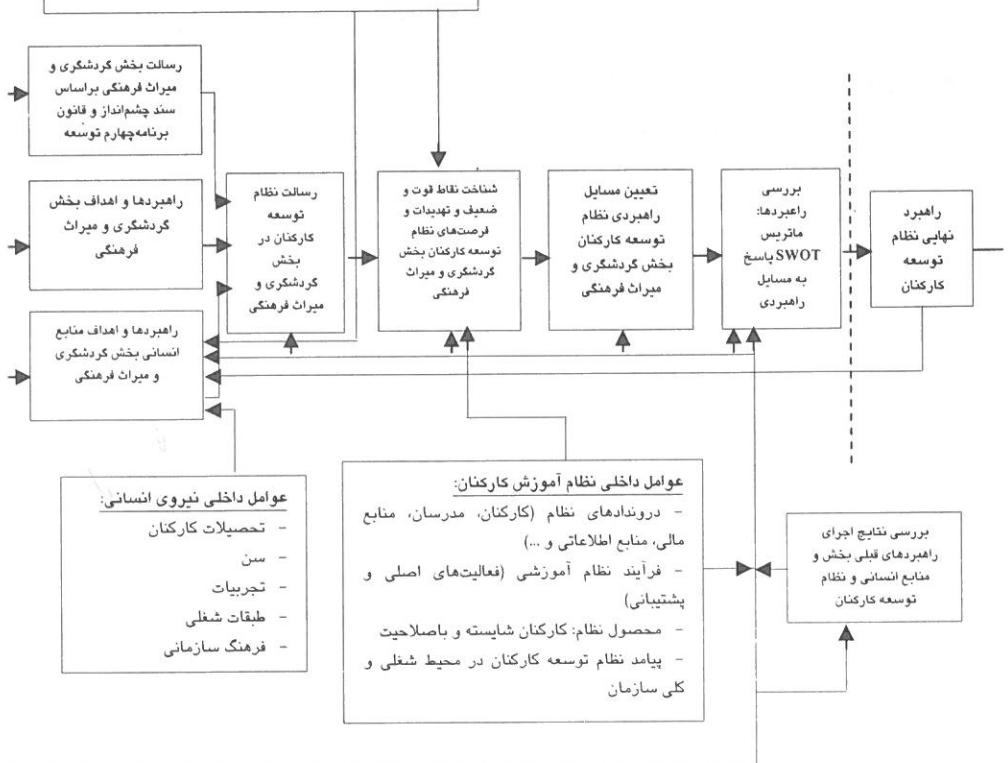 رسالت بخش گردشگری و
میراث فرهنگی براساس
سند چشم‌انداز و قانون
برنامه‌چهارم توسعه
راهبردها و اهداف بخش
گردشگری و میراث
فرهنگی
راهبردها و اهداف منابع
انسانی بخش گردشگری
و میراث فرهنگی
رسالت نظام
توسعه
کارکنان در
بخش
گردشگری و
میراث فرهنگی
شناخت نقاط قوت و
ضعیف و تهدیدات و
فرصت‌های نظام
توسعه کارکنان بخش
گردشگری و میراث
فرهنگی
تعیین مسایل
راهبردی نظام
توسعه کارکنان
بخش گردشگری و
میراث فرهنگی
بررسی
راعبردها:
ماتریس
SWOT پاسخ
به مسایل
راهبردی
راهبرد
نهایی نظام
توسعه
کارکنان
عوامل داخلی نیروی انسانی:
- تحصیلات کارکنان
- سن
- تجربیات
- طبقات شغلی
- فرهنگ سازمانی
عوامل داخلی نظام آموزش کارکنان:
- دروندادهای نظام (کارکنان، مدرسان، منابع
مالی، منابع اطلاعاتی و ...)
- فرآیند نظام آموزشی (فعالیت‌های اصلی و
پشتیبانی)
- محصول نظام: کارکنان شایسته و باصلاحیت
- پیامد نظام توسعه کارکنان در محیط شغلی و
کلی سازمان
بررسی نتایج اجرای
راهبردهای قبلی بخش و
منابع انسانی و نظام
توسعه کارکنان